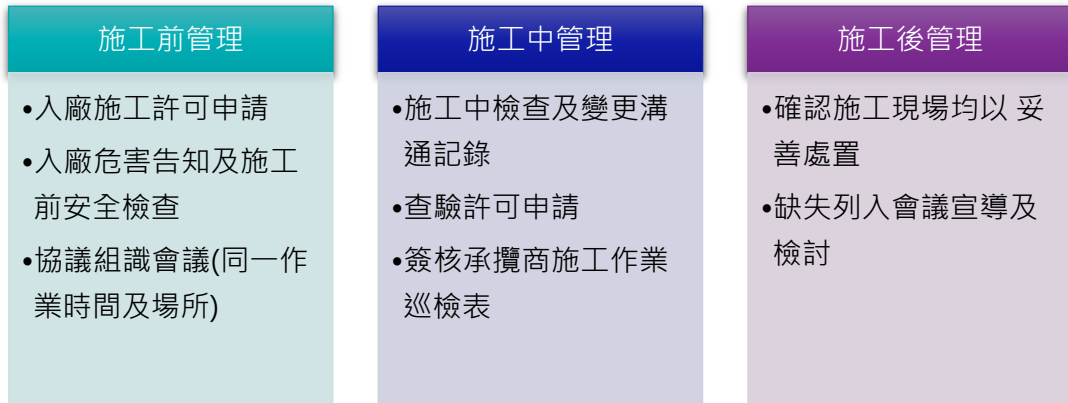 施工前管理
•入廠施工許可申請
•入廠危害告知及施工
前安全檢查
•協議組識會議(同一作
業時間及場所)
施工中管理
•施工中檢查及變更溝
通記錄
•查驗許可申請
•簽核承攬商施工作業
巡檢表
施工後管理
•確認施工現場均以 妥
善處置
•缺失列入會議宣導及
檢討